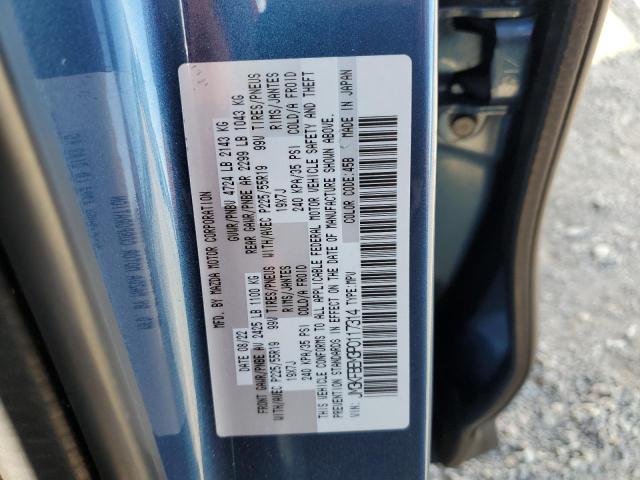 MFD. BY MAZDA MOTOR CORPORATION
DATE 08/22 GVWR/PNBV 4724 LB 2143 KG
FRONT GAWR/PNBE AV 2425 LB 1100 KG REAR GAWR/PNBE AR 2299 LB 1043 KG
WITH/AVEC P225/55R19 99V TIRES/PNEUS WITH/AVEC P225/55R19 99V TIRES/PNEUS
19X7J RIMS/JANTES 19X7J RIMS/JANTES
240 KPA/35 PSI COLD/A FROID 240 KPA/35 PSI COLD/A FROID
THIS VEHICLE CONFORMS TO ALL APPLICABLE FEDERAL MOTOR VEHICLE SAFETY AND THEFT
PREVENTION STANDARDS IN EFFECT ON THE DATE OF MANUFACTURE SHOWN ABOVE.
COLOR CODE:45B MADE IN JAPAN
TYPE:MPV